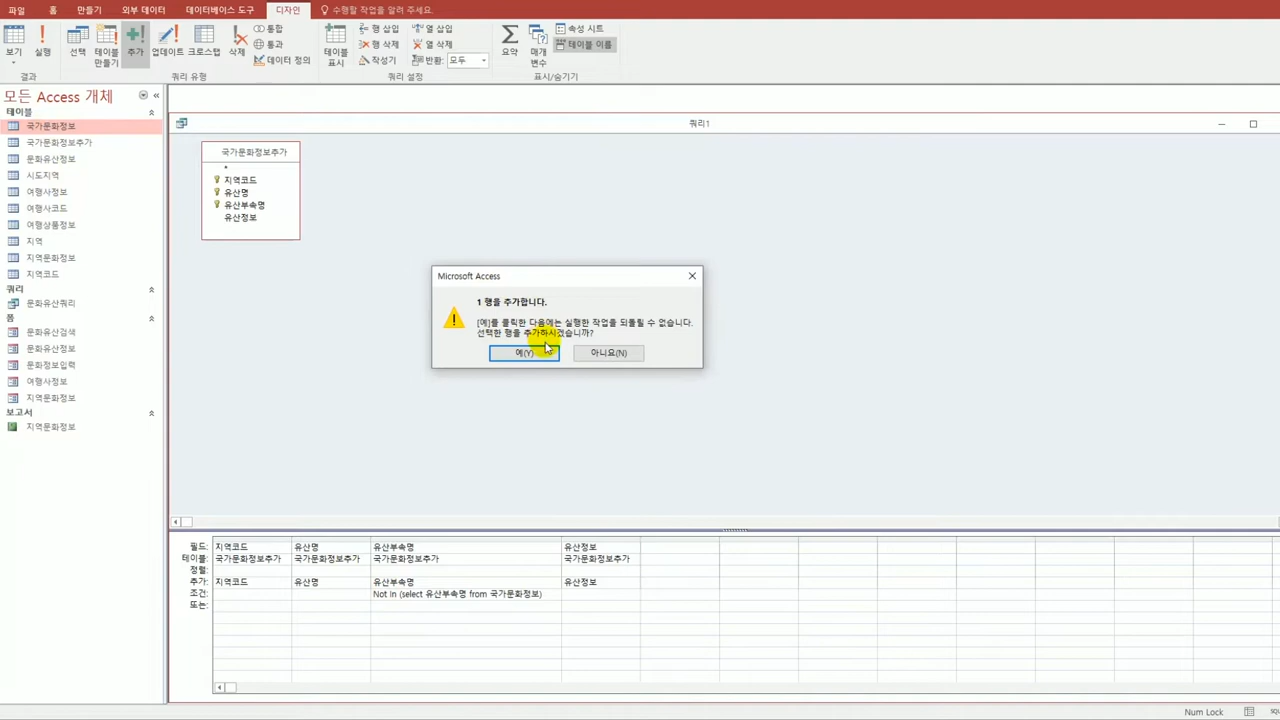 파일 홈 만들기 외부 데이터 데이터베이스 도구 디자인 수행할 작업을 알려 주세요.
보기 실행 선택 테이블 만들기 추가 업데이트 크로스탭 삭제
통합
통과
데이터 정의
테이블 표시
행 삽입
행 삭제
작성기
열 삽입
열 삭제
반환: 모두
요약 매개 변수
속성 시트
테이블 이름
결과 쿼리 유형 쿼리 설정 표시/숨기기
모든 Access 개체
테이블
국가문화정보
국가문화정보추가
문화유산정보
시도지역
여행사정보
여행사코드
여행상품정보
지역
지역문화정보
지역코드
쿼리
문화유산쿼리
폼
문화유산검색
문화유산정보
문화정보입력
여행사정보
지역문화정보
보고서
지역문화정보
쿼리1
국가문화정보추가
*
지역코드
유산명
유산부속명
유산정보
Microsoft Access
1 행을 추가합니다.
[예]를 클릭한 다음에는 실행한 작업을 되돌릴 수 없습니다.
선택한 행을 추가하시겠습니까?
예(Y) 아니요(N)
필드: 지역코드 유산명 유산부속명 유산정보
테이블: 국가문화정보추가 국가문화정보추가 국가문화정보추가 국가문화정보추가
정렬:
추가: 지역코드 유산명 유산부속명 유산정보
조건: Not In (select 유산부속명 from 국가문화정보)
또는:
Num Lock